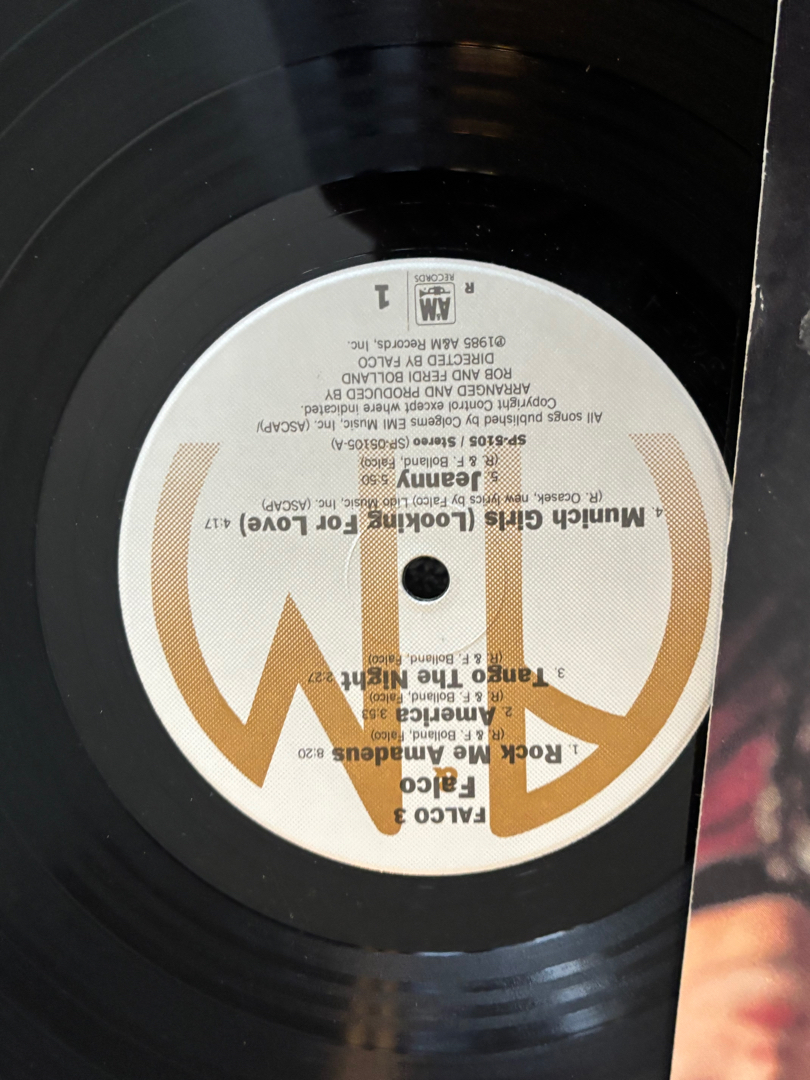 FALCO 3
Falco
1. Rock Me Amadeus 8:20
(R. & F. Bolland, Falco)
2. America 3:53
(R. & F. Bolland, Falco)
3. Tango The Night 2:27
(R. & F. Bolland, Falco)
4. Munich Girls (Looking For Love) 4:17
(R. Ocasek, new lyrics by Falco) Lido Music, Inc. (ASCAP)
5. Jeanny 5:50
(R. & F. Bolland, Falco)
SP-5105 / Stereo (SP-05105-A)
All songs published by Colgems EMI Music, Inc. (ASCAP)/
Copyright Control except where indicated.
ARRANGED AND PRODUCED BY
ROB AND FERDI BOLLAND
DIRECTED BY FALCO
℗1985 A&M Records, Inc.
R A&M RECORDS 1